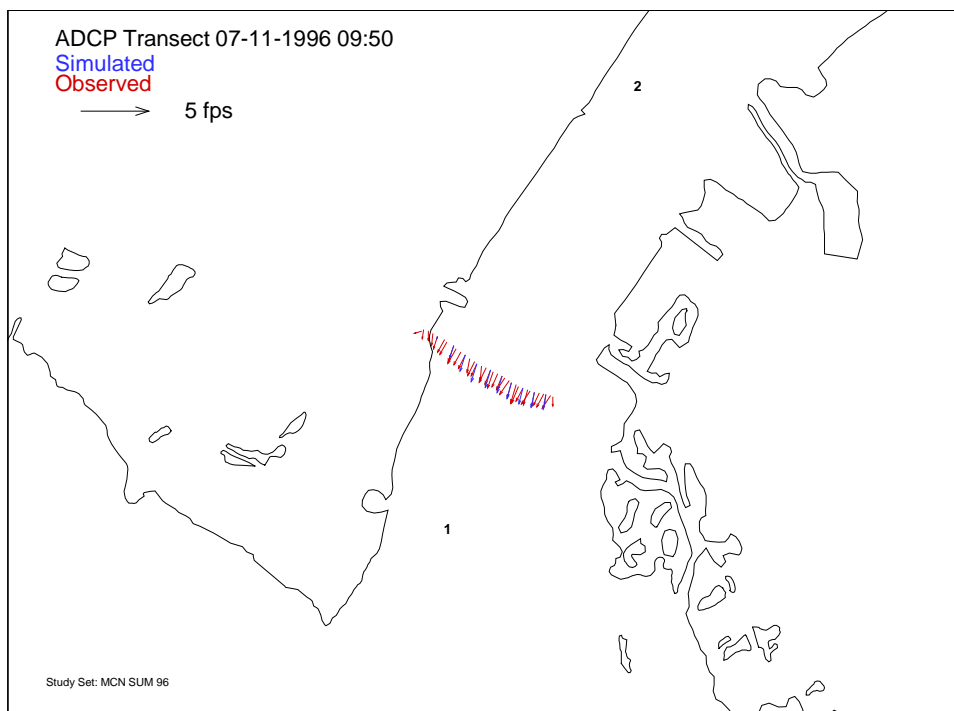 ADCP Transect 07-11-1996 09:50
Simulated
Observed
5 fps
2
1
Study Set: MCN SUM 96